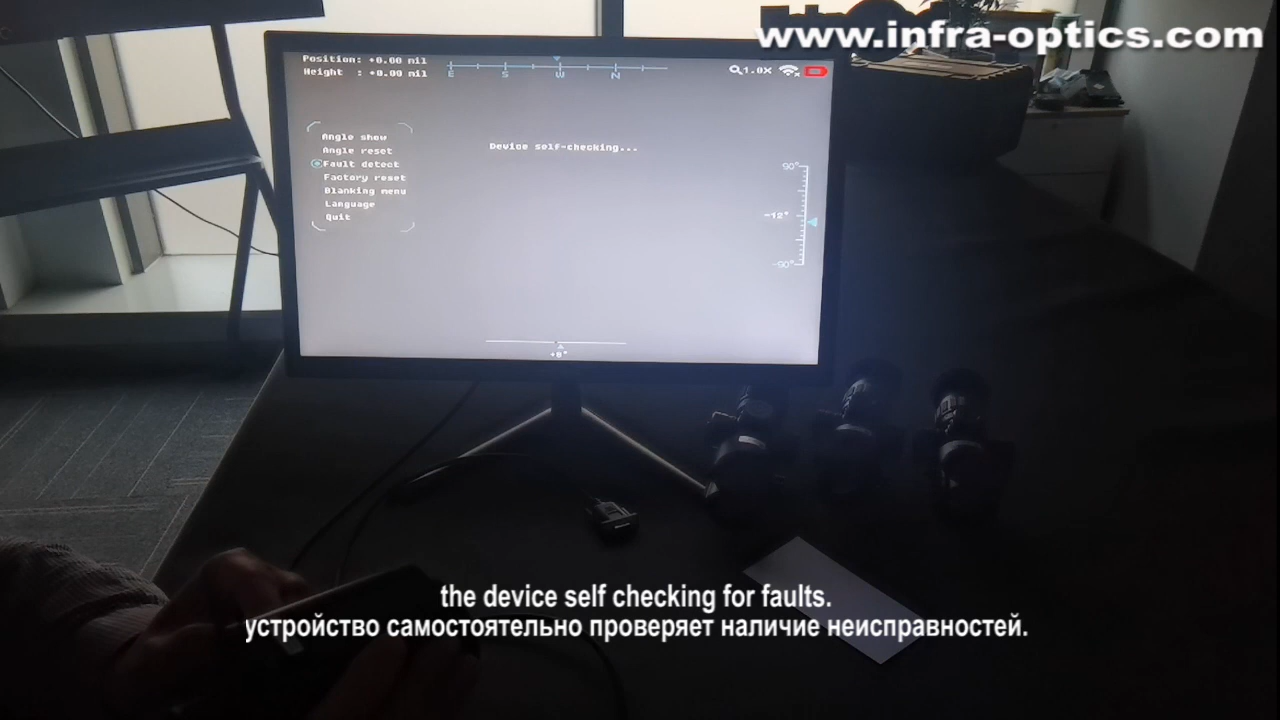 www.infra-optics.com
Position: +0.00 mil
Height : +0.00 mil
E S W N
1.0X
Angle show
Angle reset
Fault detect
Factory reset
Blanking menu
Language
Quit
Device self-checking...
90°
-12°
-90°
the device self checking for faults.
устройство самостоятельно проверяет наличие неисправностей.